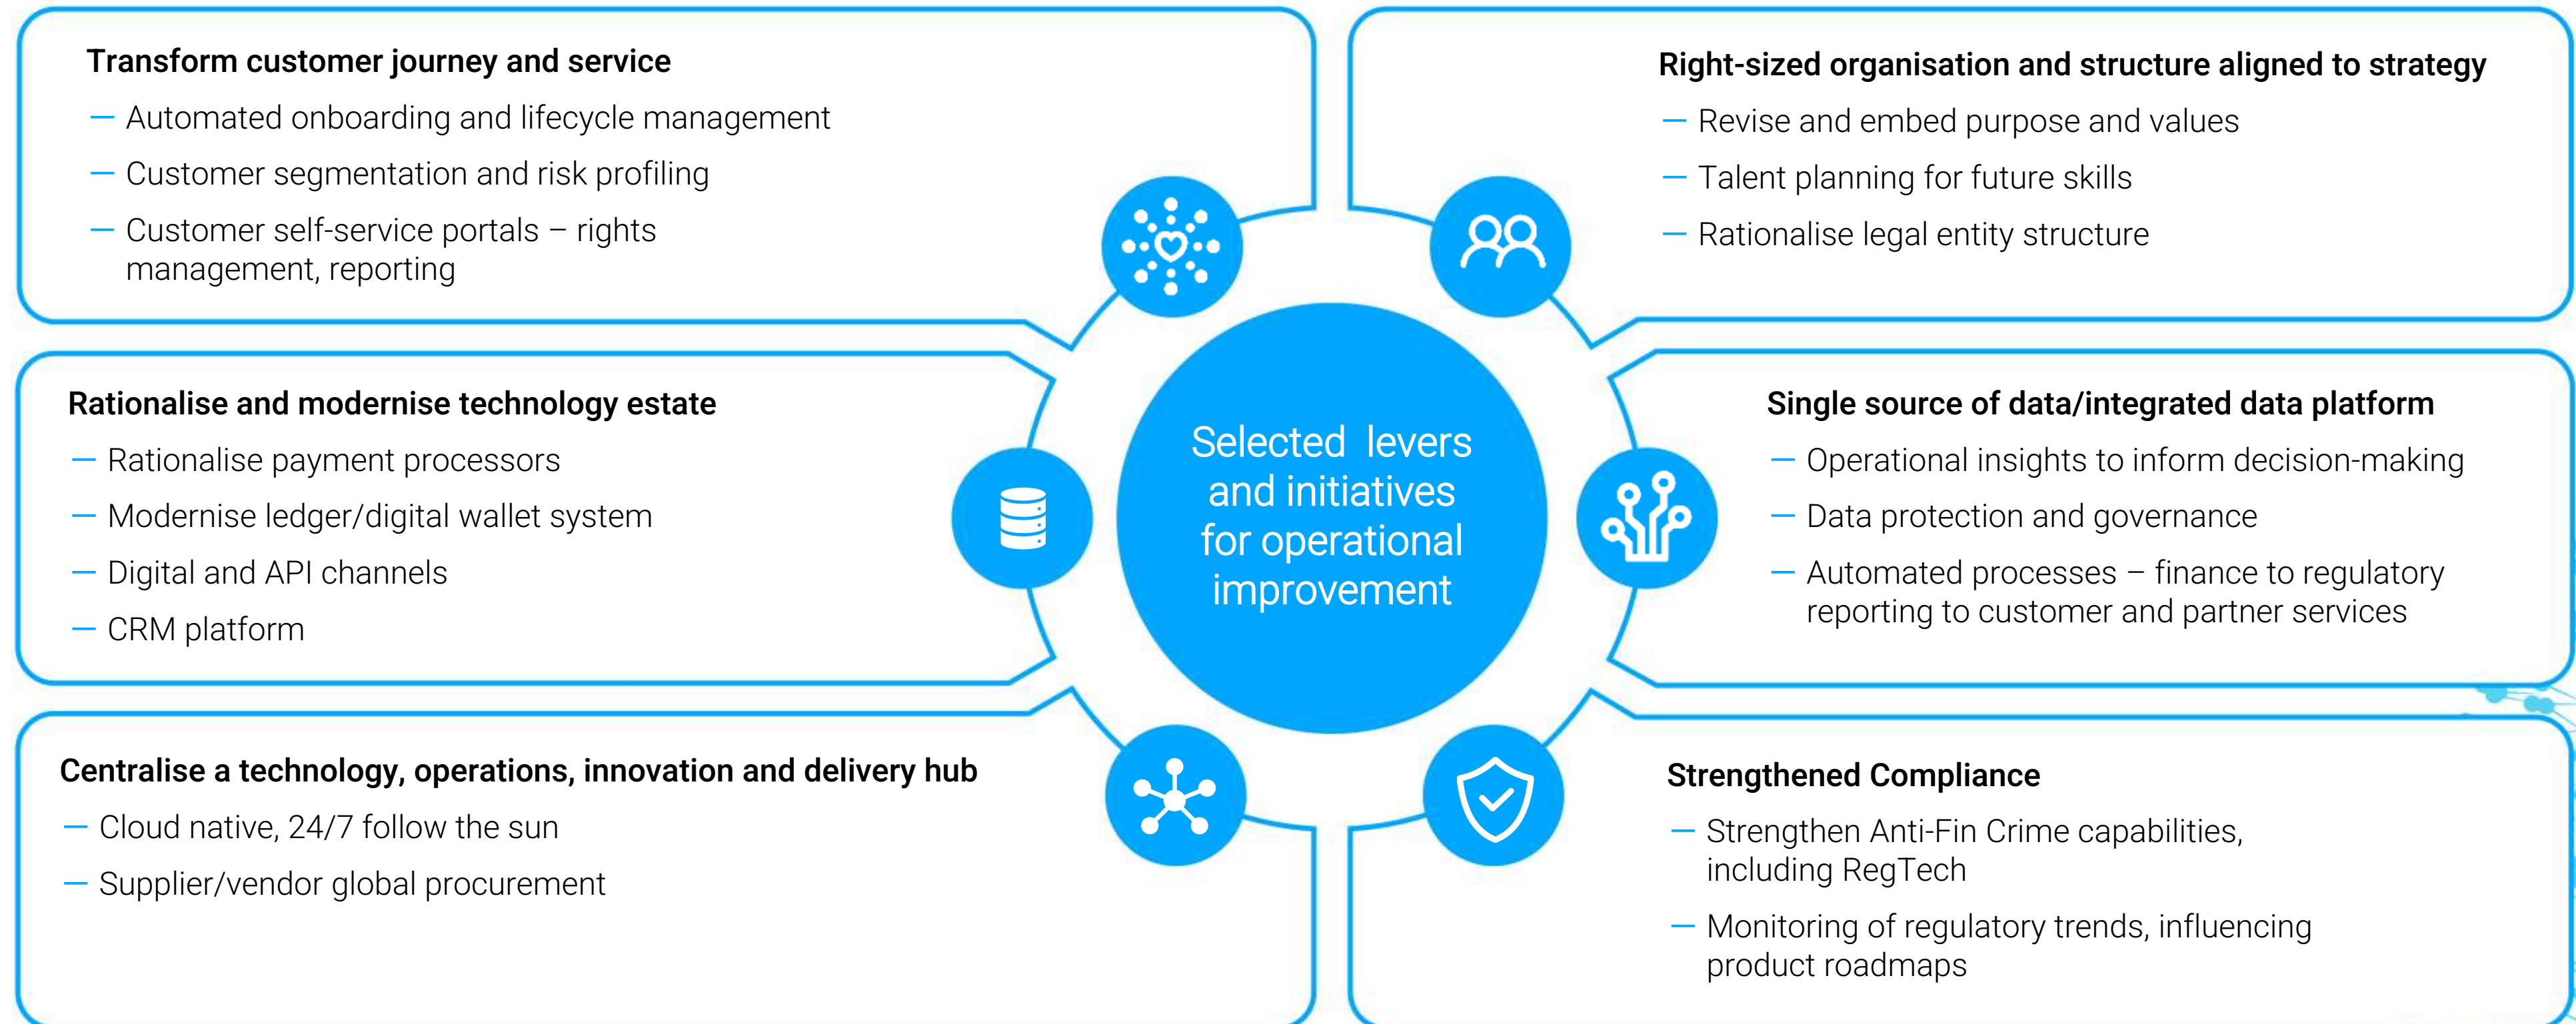 Transform customer journey and service
— Automated onboarding and lifecycle management
— Customer segmentation and risk profiling
— Customer self-service portals – rights
management, reporting
Rationalise and modernise technology estate
— Rationalise payment processors
— Modernise ledger/digital wallet system
— Digital and API channels
— CRM platform
Centralise a technology, operations, innovation and delivery hub
— Cloud native, 24/7 follow the sun
— Supplier/vendor global procurement
Selected levers
and initiatives
for operational
improvement
Right-sized organisation and structure aligned to strategy
— Revise and embed purpose and values
— Talent planning for future skills
— Rationalise legal entity structure
Single source of data/integrated data platform
— Operational insights to inform decision-making
— Data protection and governance
— Automated processes – finance to regulatory
reporting to customer and partner services
Strengthened Compliance
— Strengthen Anti-Fin Crime capabilities,
including RegTech
— Monitoring of regulatory trends, influencing
product roadmaps